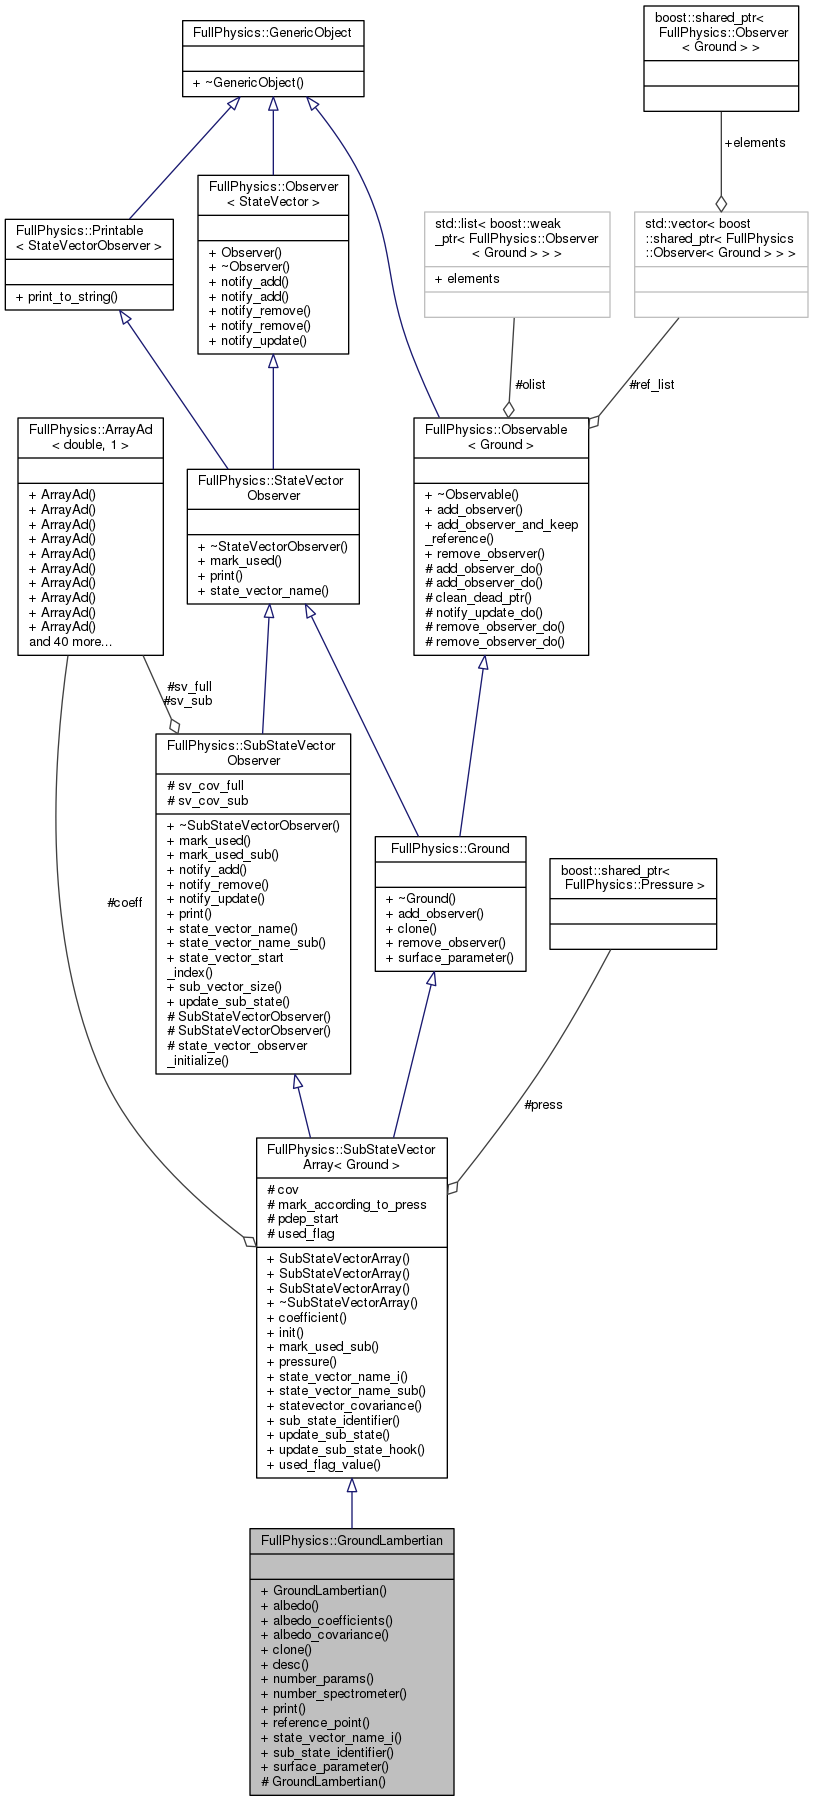 FullPhysics::GenericObject
+ ~GenericObject()
boost::shared_ptr<
FullPhysics::Observer
< Ground > >
+elements
FullPhysics::Observer
< StateVector >
+ Observer()
+ ~Observer()
+ notify_add()
+ notify_add()
+ notify_remove()
+ notify_remove()
+ notify_update()
FullPhysics::Printable
< StateVectorObserver >
+ print_to_string()
std::list< boost::weak
_ptr< FullPhysics::Observer
< Ground > > >
+ elements
std::vector< boost
::shared_ptr< FullPhysics
::Observer< Ground > > >
#olist
#ref_list
FullPhysics::ArrayAd
< double, 1 >
+ ArrayAd()
+ ArrayAd()
+ ArrayAd()
+ ArrayAd()
+ ArrayAd()
+ ArrayAd()
+ ArrayAd()
+ ArrayAd()
+ ArrayAd()
+ ArrayAd()
and 40 more...
FullPhysics::StateVector
Observer
+ ~StateVectorObserver()
+ mark_used()
+ print()
+ state_vector_name()
FullPhysics::Observable
< Ground >
+ ~Observable()
+ add_observer()
+ add_observer_and_keep
_reference()
+ remove_observer()
# add_observer_do()
# add_observer_do()
# clean_dead_ptr()
# notify_update_do()
# remove_observer_do()
# remove_observer_do()
#sv_full
#sv_sub
FullPhysics::SubStateVector
Observer
# sv_cov_full
# sv_cov_sub
+ ~SubStateVectorObserver()
+ mark_used()
+ mark_used_sub()
+ notify_add()
+ notify_remove()
+ notify_update()
+ print()
+ state_vector_name()
+ state_vector_name_sub()
+ state_vector_start
_index()
+ sub_vector_size()
+ update_sub_state()
# SubStateVectorObserver()
# SubStateVectorObserver()
# state_vector_observer
_initialize()
FullPhysics::Ground
+ ~Ground()
+ add_observer()
+ clone()
+ remove_observer()
+ surface_parameter()
boost::shared_ptr<
FullPhysics::Pressure >
#coeff
#press
FullPhysics::SubStateVector
Array< Ground >
# cov
# mark_according_to_press
# pdep_start
# used_flag
+ SubStateVectorArray()
+ SubStateVectorArray()
+ SubStateVectorArray()
+ ~SubStateVectorArray()
+ coefficient()
+ init()
+ mark_used_sub()
+ pressure()
+ state_vector_name_i()
+ state_vector_name_sub()
+ statevector_covariance()
+ sub_state_identifier()
+ update_sub_state()
+ update_sub_state_hook()
+ used_flag_value()
FullPhysics::GroundLambertian
+ GroundLambertian()
+ albedo()
+ albedo_coefficients()
+ albedo_covariance()
+ clone()
+ desc()
+ number_params()
+ number_spectrometer()
+ print()
+ reference_point()
+ state_vector_name_i()
+ sub_state_identifier()
+ surface_parameter()
# GroundLambertian()